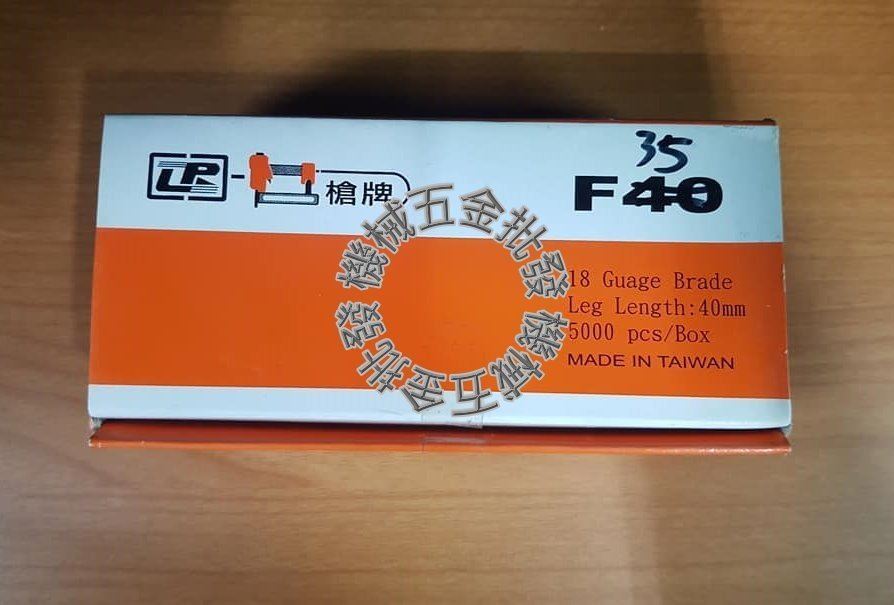 LP
槍牌
35
F40
18 Guage Brade
Leg Length:40mm
5000 pcs/Box
MADE IN TAIWAN
機械五金批發 機械五金批發